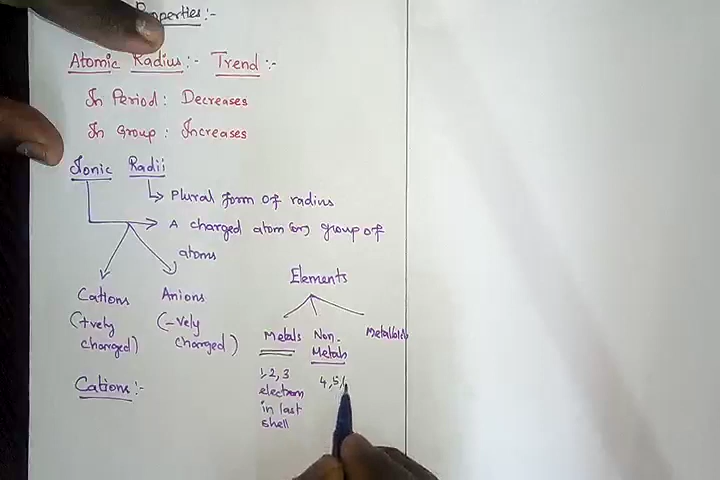 Properties:-
Atomic Radius:- Trend :-
In Period : Decreases
In Group : Increases
Ionic Radii
Plural form of radius
A charged atom (or) group of
atoms
Elements
Cations Anions
(+vely (-vely
charged) charged)
Metals Non- Metalloids
Metals
Cations :-
1,2,3
electron
in last
shell
4,5,